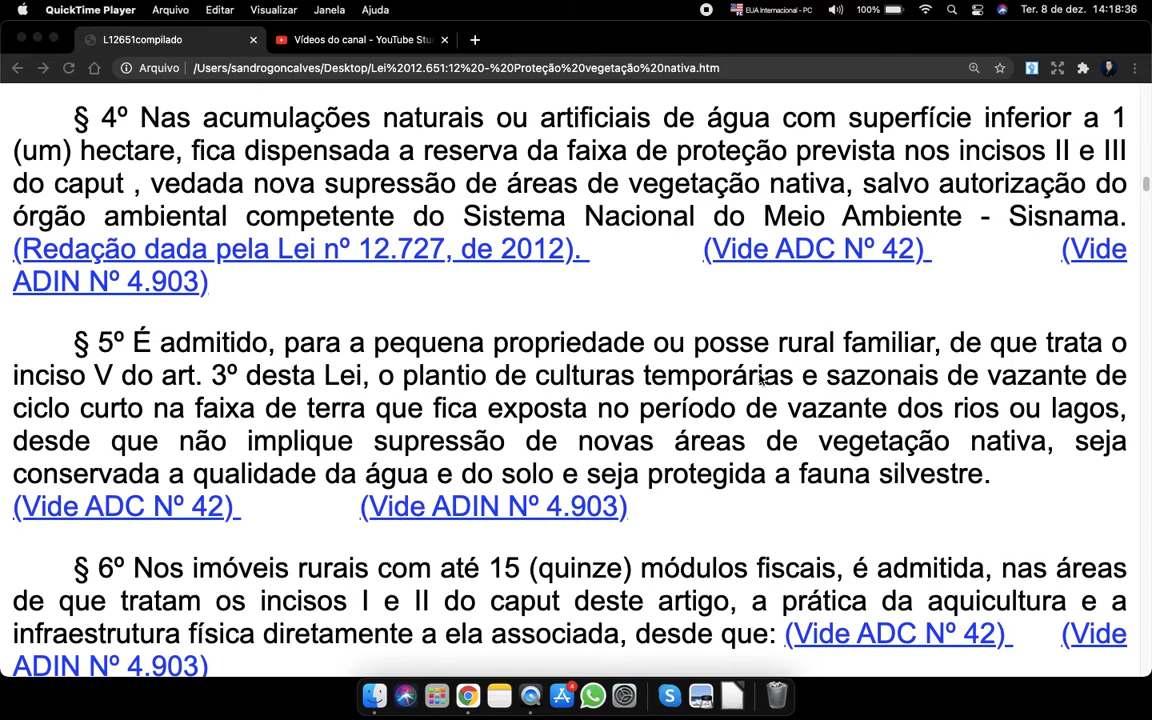 QuickTime Player Arquivo Editar Visualizar Janela Ajuda EUA Internacional - PC 100% Ter. 8 de dez. 14:18:36
L12651compilado Vídeos do canal - YouTube Stu
Arquivo /Users/sandrogoncalves/Desktop/Lei%2012.651:12%20-%20Proteção%20vegetação%20nativa.htm
§ 4º Nas acumulações naturais ou artificiais de água com superfície inferior a 1
(um) hectare, fica dispensada a reserva da faixa de proteção prevista nos incisos II e III
do caput , vedada nova supressão de áreas de vegetação nativa, salvo autorização do
órgão ambiental competente do Sistema Nacional do Meio Ambiente - Sisnama.
(Redação dada pela Lei nº 12.727, de 2012). (Vide ADC Nº 42) (Vide
ADIN Nº 4.903)
§ 5º É admitido, para a pequena propriedade ou posse rural familiar, de que trata o
inciso V do art. 3º desta Lei, o plantio de culturas temporárias e sazonais de vazante de
ciclo curto na faixa de terra que fica exposta no período de vazante dos rios ou lagos,
desde que não implique supressão de novas áreas de vegetação nativa, seja
conservada a qualidade da água e do solo e seja protegida a fauna silvestre.
(Vide ADC Nº 42) (Vide ADIN Nº 4.903)
§ 6º Nos imóveis rurais com até 15 (quinze) módulos fiscais, é admitida, nas áreas
de que tratam os incisos I e II do caput deste artigo, a prática da aquicultura e a
infraestrutura física diretamente a ela associada, desde que: (Vide ADC Nº 42) (Vide
ADIN Nº 4.903)